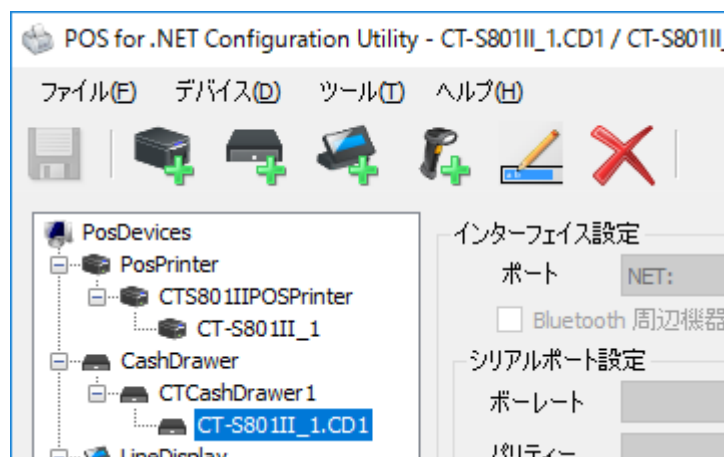 POS for .NET Configuration Utility - CT-S801II_1.CD1 / CT-S801II_
ファイル(F) デバイス(D) ツール(T) ヘルプ(H)
PosDevices
PosPrinter
CTS801IIPOSPrinter
CT-S801II_1
CashDrawer
CTCashDrawer1
CT-S801II_1.CD1
LineDisplay
インターフェイス設定
ポート NET:
Bluetooth 周辺機器
シリアルポート設定
ボーレート
パリティー